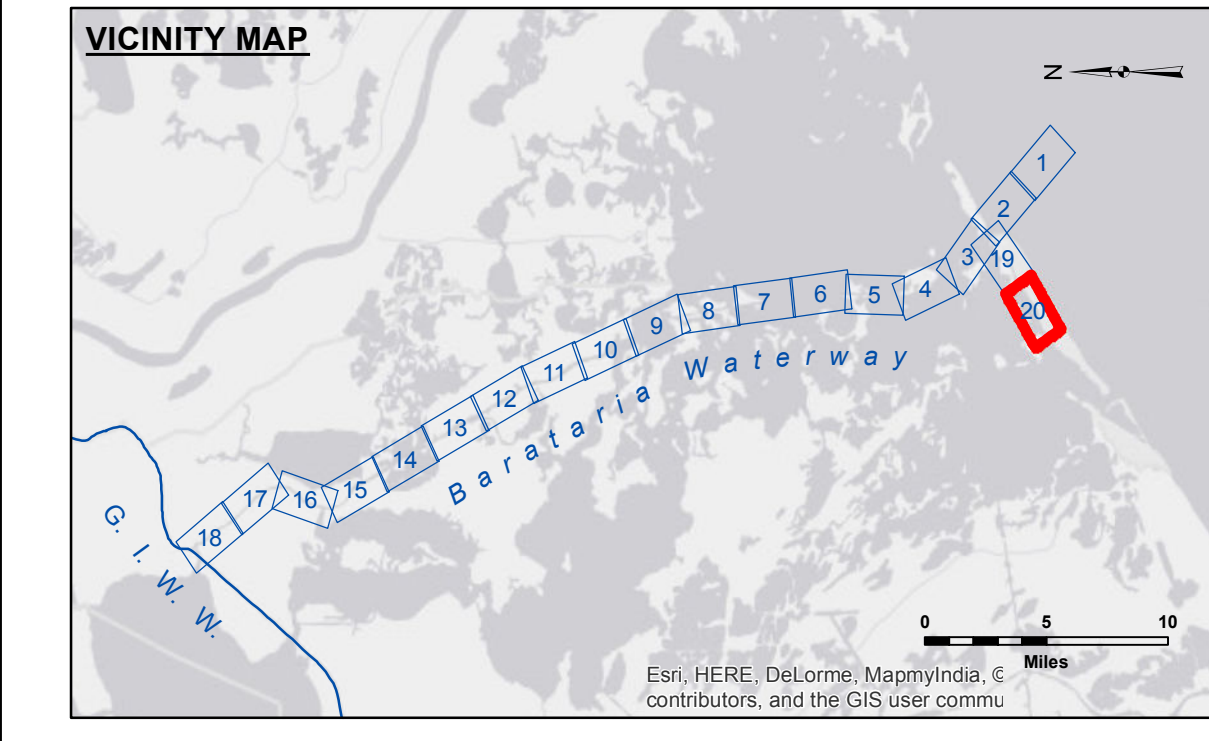 VICINITY MAP
N
1
2
3
19
4
5
6
7
8
20
9
10
11
12
13
14
15
16
17
18
Barataria Waterway
G. I. W. W.
0 5 10
Miles
Esri, HERE, DeLorme, MapmyIndia, ©
contributors, and the GIS user commu